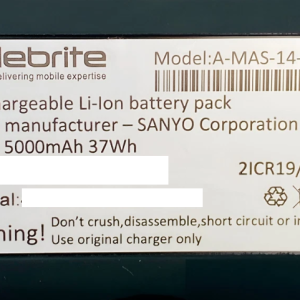 lebrite
delivering mobile expertise
Model:A-MAS-14-
hargeable Li-Ion battery pack
manufacturer – SANYO Corporation
5000mAh 37Wh
2ICR19/
al:
ning!
Don't crush,disassemble,short circuit or in
Use original charger only